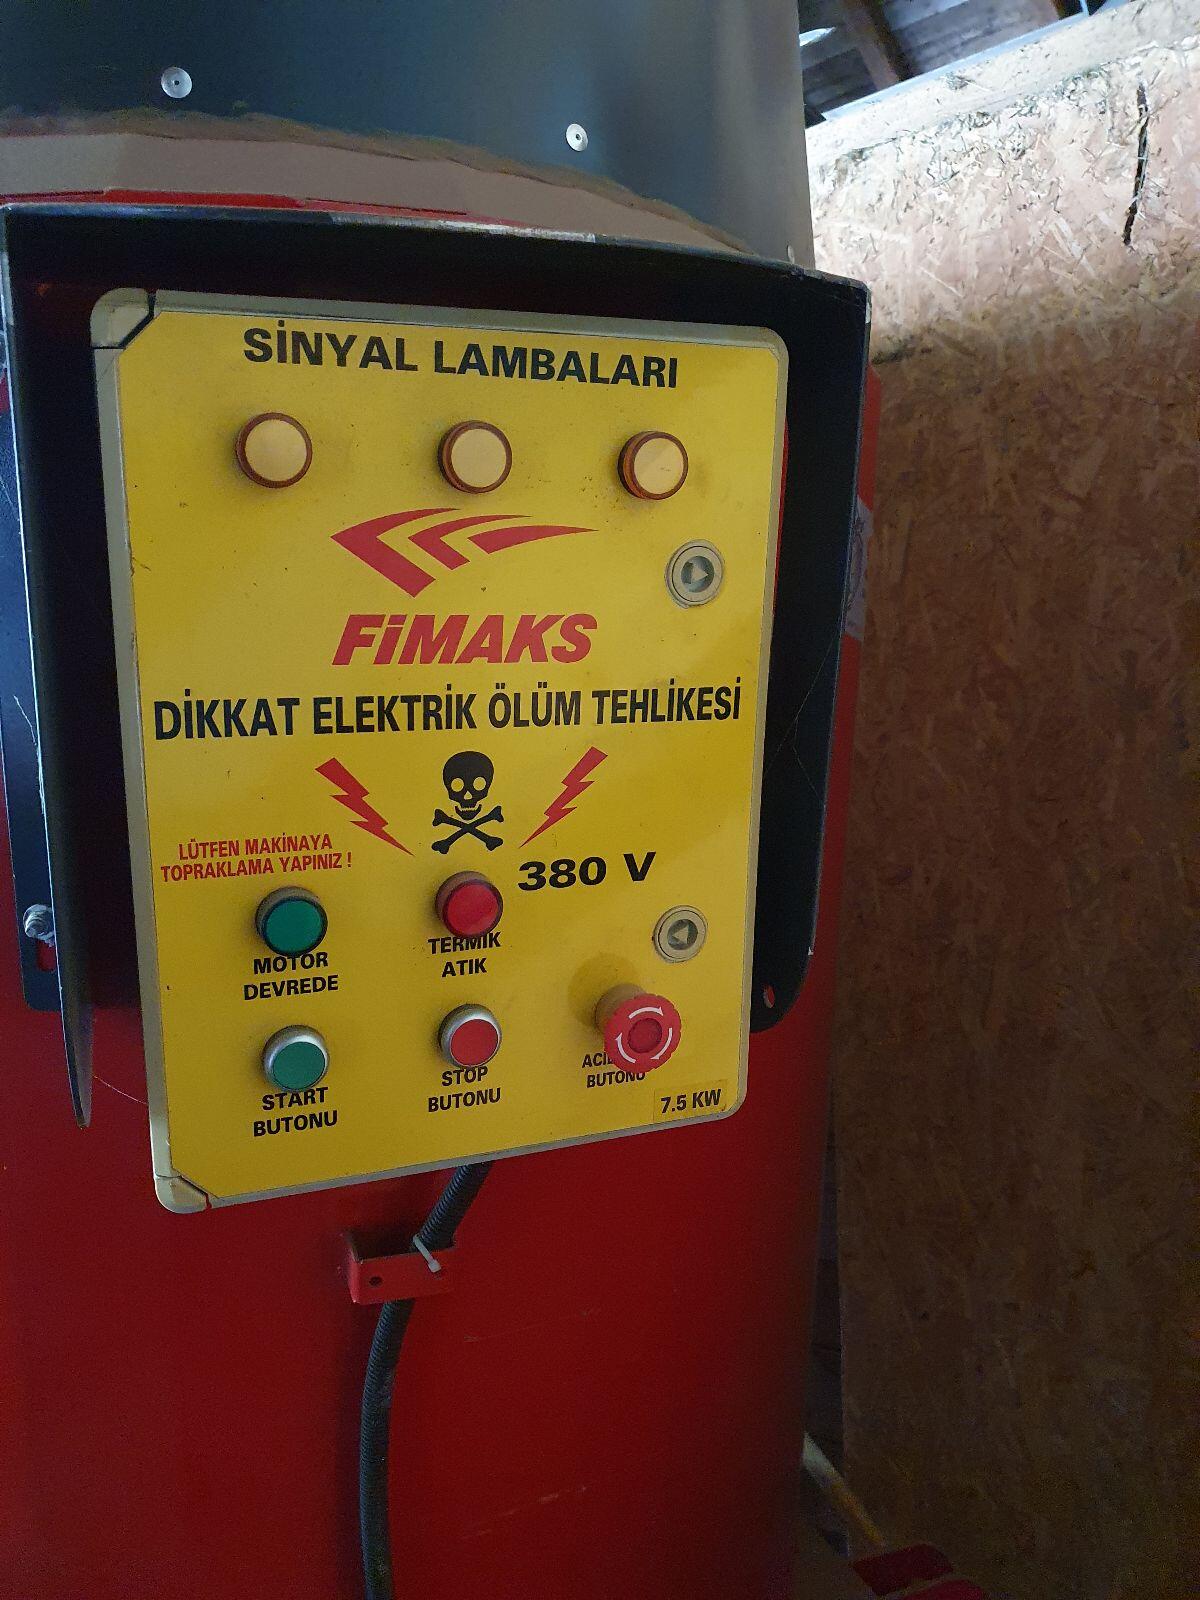 SİNYAL LAMBALARI
FİMAKS
DİKKAT ELEKTRİK ÖLÜM TEHLİKESİ
LÜTFEN MAKİNAYA
TOPRAKLAMA YAPINIZ !
380 V
MOTOR
DEVREDE
TERMIK
ATIK
START
BUTONU
STOP
BUTONU
BUTONU
7.5 KW